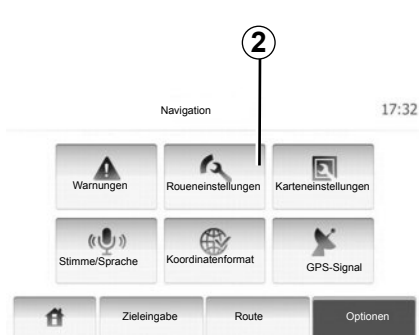 2
Navigation 17:32
Warnungen Roueneinstellungen Karteneinstellungen
Stimme/Sprache Koordinatenformat GPS-Signal
Zieleingabe Route Optionen